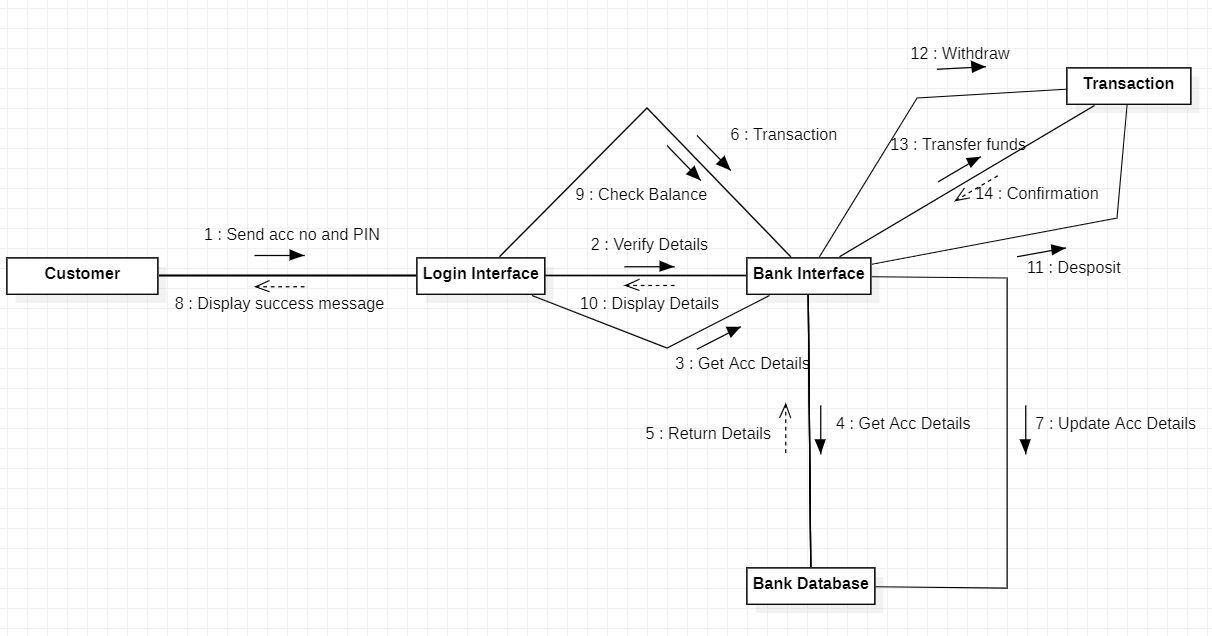 12 : Withdraw
Transaction
6 : Transaction
13 : Transfer funds
9 : Check Balance
14 : Confirmation
1 : Send acc no and PIN
2 : Verify Details
Customer
Login Interface
Bank Interface
11 : Desposit
8 : Display success message
10 : Display Details
3 : Get Acc Details
5 : Return Details
4 : Get Acc Details
7 : Update Acc Details
Bank Database